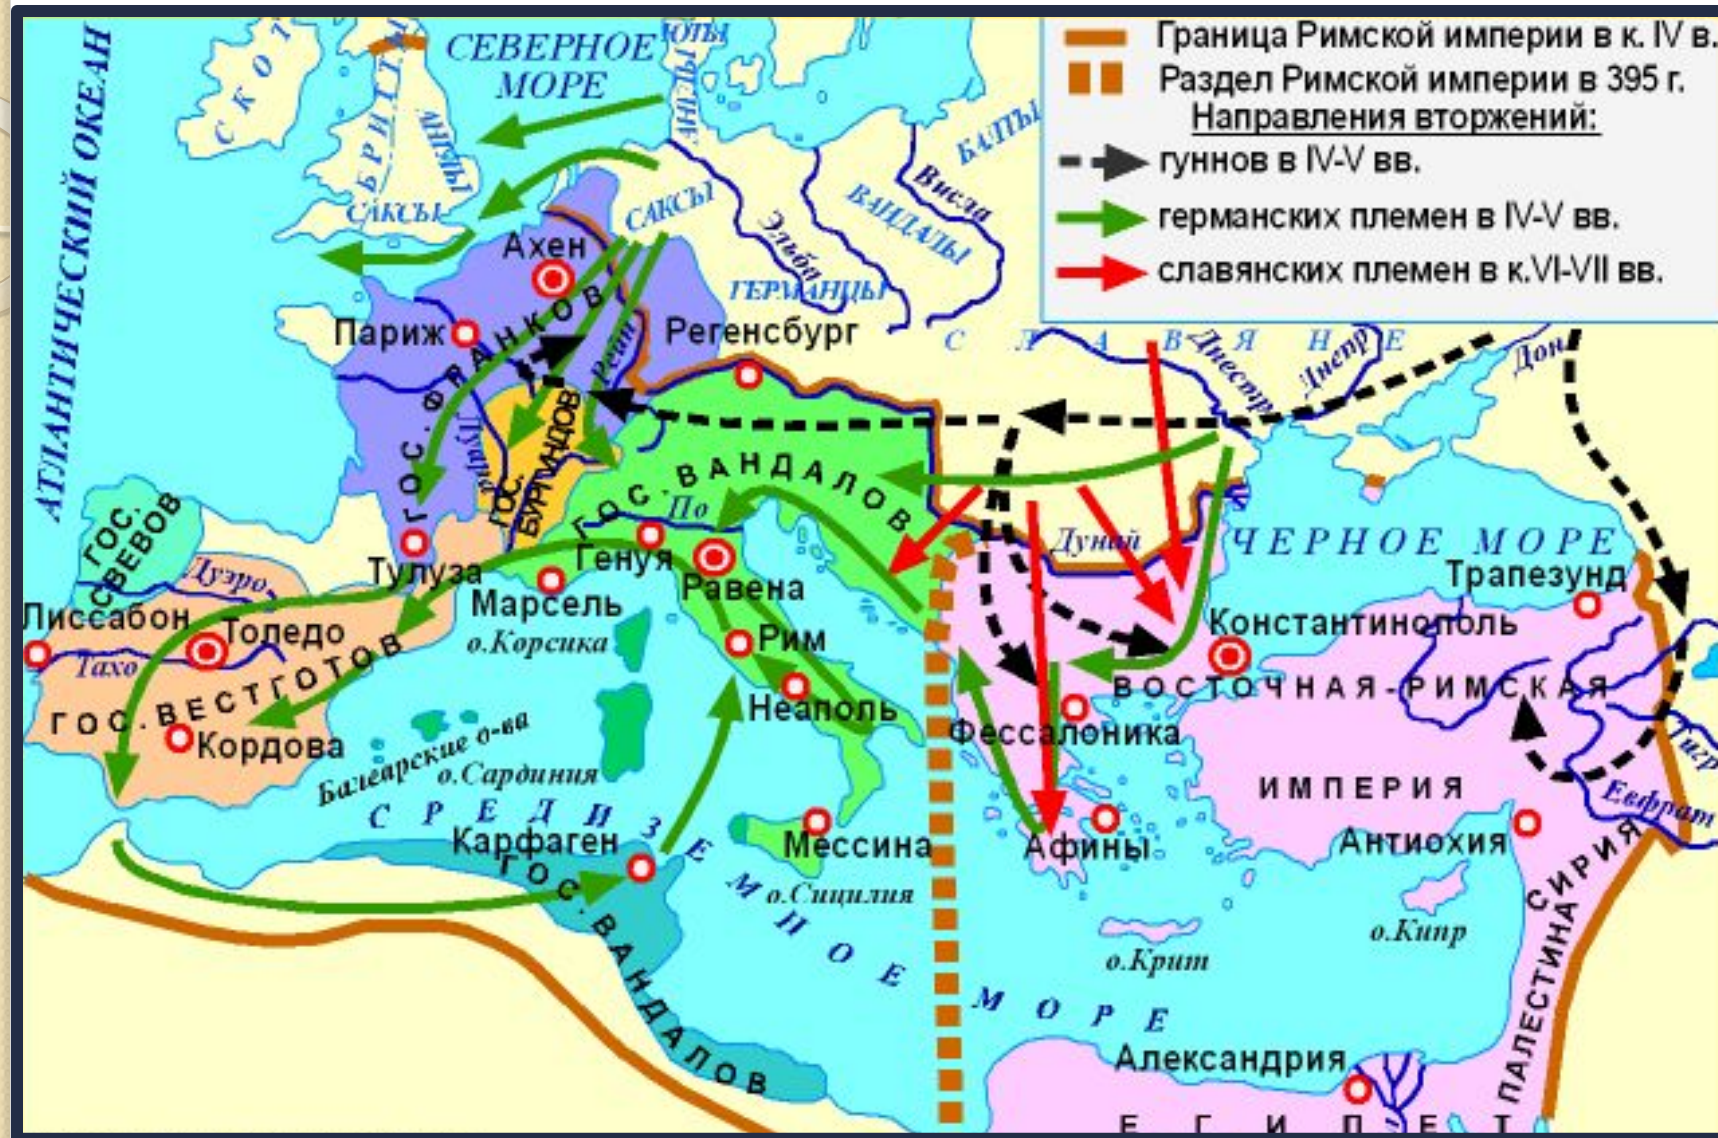 Граница Римской империи в к. IV в.
Раздел Римской империи в 395 г.
Направления вторжений:
гуннов в IV-V вв.
германских племен в IV-V вв.
славянских племен в к.VI-VII вв.
АТЛАНТИЧЕСКИЙ ОКЕАН
СЕВЕРНОЕ
МОРЕ
СКОТ
БРИТТЫ
АНГЛЫ
САКСЫ
ЮТЫ
АНГЛЫ
САКСЫ
БАЛТЫ
Висла
ВАНДАЛЫ
Эльба
ГЕРМАНЦЫ
Ахен
Париж
ГОС. ФРАНКОВ
Рейн
Регенсбург
СЛАВЯНЕ
Днестр
Днепр
Дон
Луара
ГОС.
БУРГУНДОВ
ГОС. ВАНДАЛОВ
По
Дунай
ЧЕРНОЕ МОРЕ
ГОС.
СВЕВОВ
Дуэро
Тулуза
Генуя
Марсель
Равена
Трапезунд
Лиссабон
Толедо
Тахо
о.Корсика
Рим
Константинополь
ГОС.ВЕСТГОТОВ
Кордова
Балеарские о-ва
о.Сардиния
Неаполь
Фессалоника
ВОСТОЧНАЯ-РИМСКАЯ
ИМПЕРИЯ
Тигр
Евфрат
СРЕДИЗЕМНОЕ МОРЕ
Карфаген
ГОС. ВАНДАЛОВ
Мессина
о.Сицилия
Афины
Антиохия
СИРИЯ
о.Крит
о.Кипр
ПАЛЕСТИНА
Александрия
ЕГИПЕТ